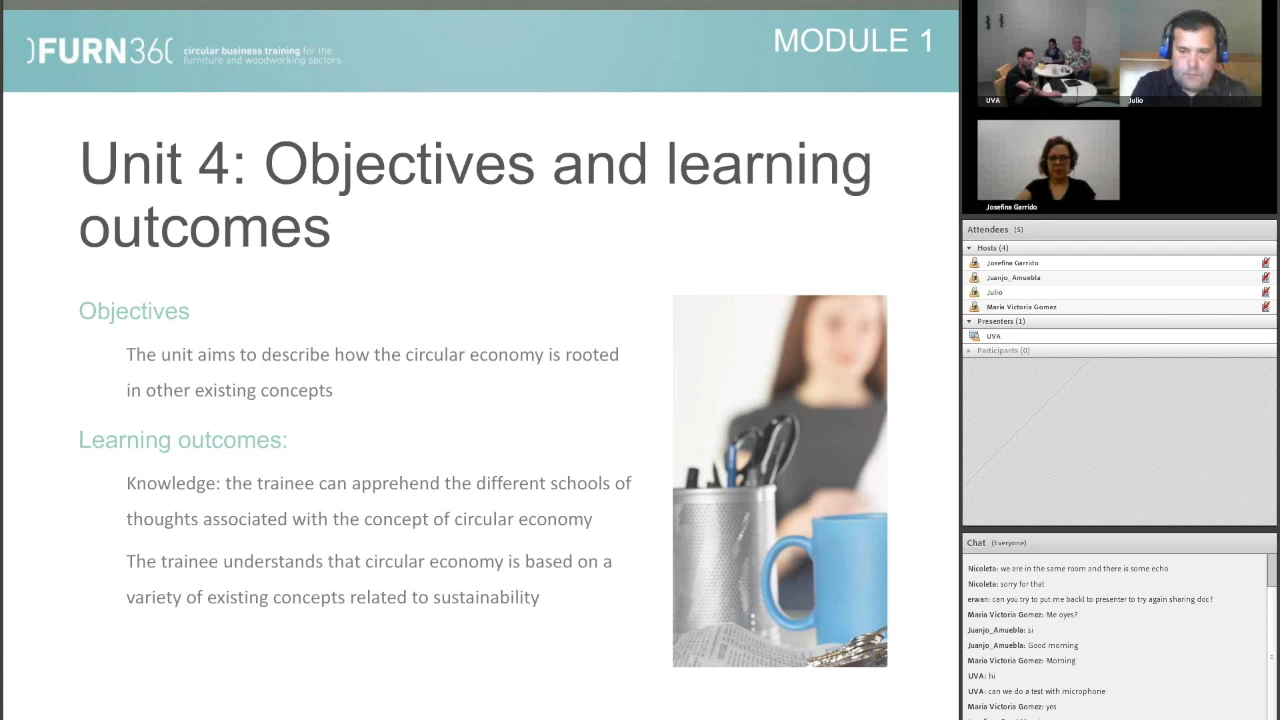 )FURN360( circular business training for the
furniture and woodworking sectors
MODULE 1
Unit 4: Objectives and learning
outcomes
Objectives
The unit aims to describe how the circular economy is rooted
in other existing concepts
Learning outcomes:
Knowledge: the trainee can apprehend the different schools of
thoughts associated with the concept of circular economy
The trainee understands that circular economy is based on a
variety of existing concepts related to sustainability
UVA
Julio
Josefina Garrido
Attendees (5)
Hosts (4)
Josefina Garrido
Juanjo_Amuebla
Julio
Maria Victoria Gomez
Presenters (1)
UVA
Participants (0)
Chat (Everyone)
Nicoleta: we are in the same room and there is some echo
Nicoleta: sorry for that
erwan: can you try to put me backl to presenter to try again sharing doc?
Maria Victoria Gomez: Me oyes?
Juanjo_Amuebla: si
Juanjo_Amuebla: Good morning
Maria Victoria Gomez: Morning
UVA: hi
UVA: can we do a test with microphone
Maria Victoria Gomez: yes